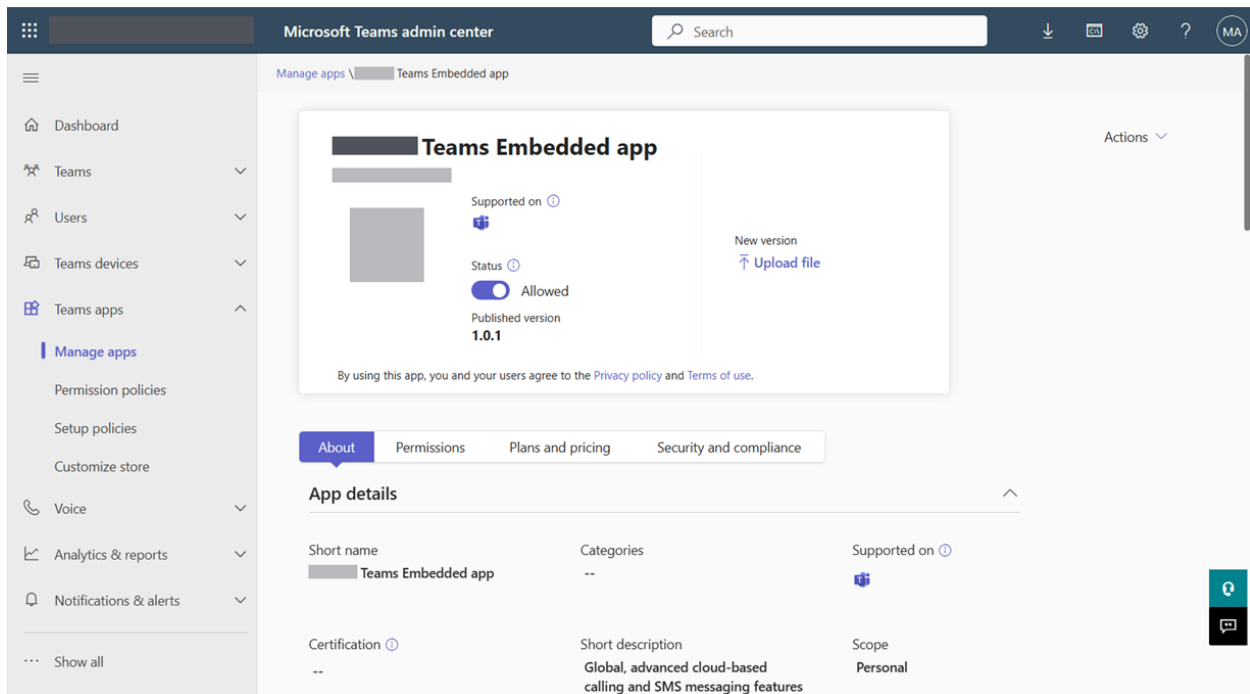 Microsoft Teams admin center
Search
MA
Manage apps \ Teams Embedded app
Dashboard
Teams
Users
Teams devices
Teams apps
Manage apps
Permission policies
Setup policies
Customize store
Voice
Analytics & reports
Notifications & alerts
Show all
Teams Embedded app
Actions
Supported on
Status
Allowed
Published version
1.0.1
New version
Upload file
By using this app, you and your users agree to the Privacy policy and Terms of use.
About Permissions Plans and pricing Security and compliance
App details
Short name
Teams Embedded app
Categories
--
Supported on
Certification
--
Short description
Global, advanced cloud-based
calling and SMS messaging features
Scope
Personal